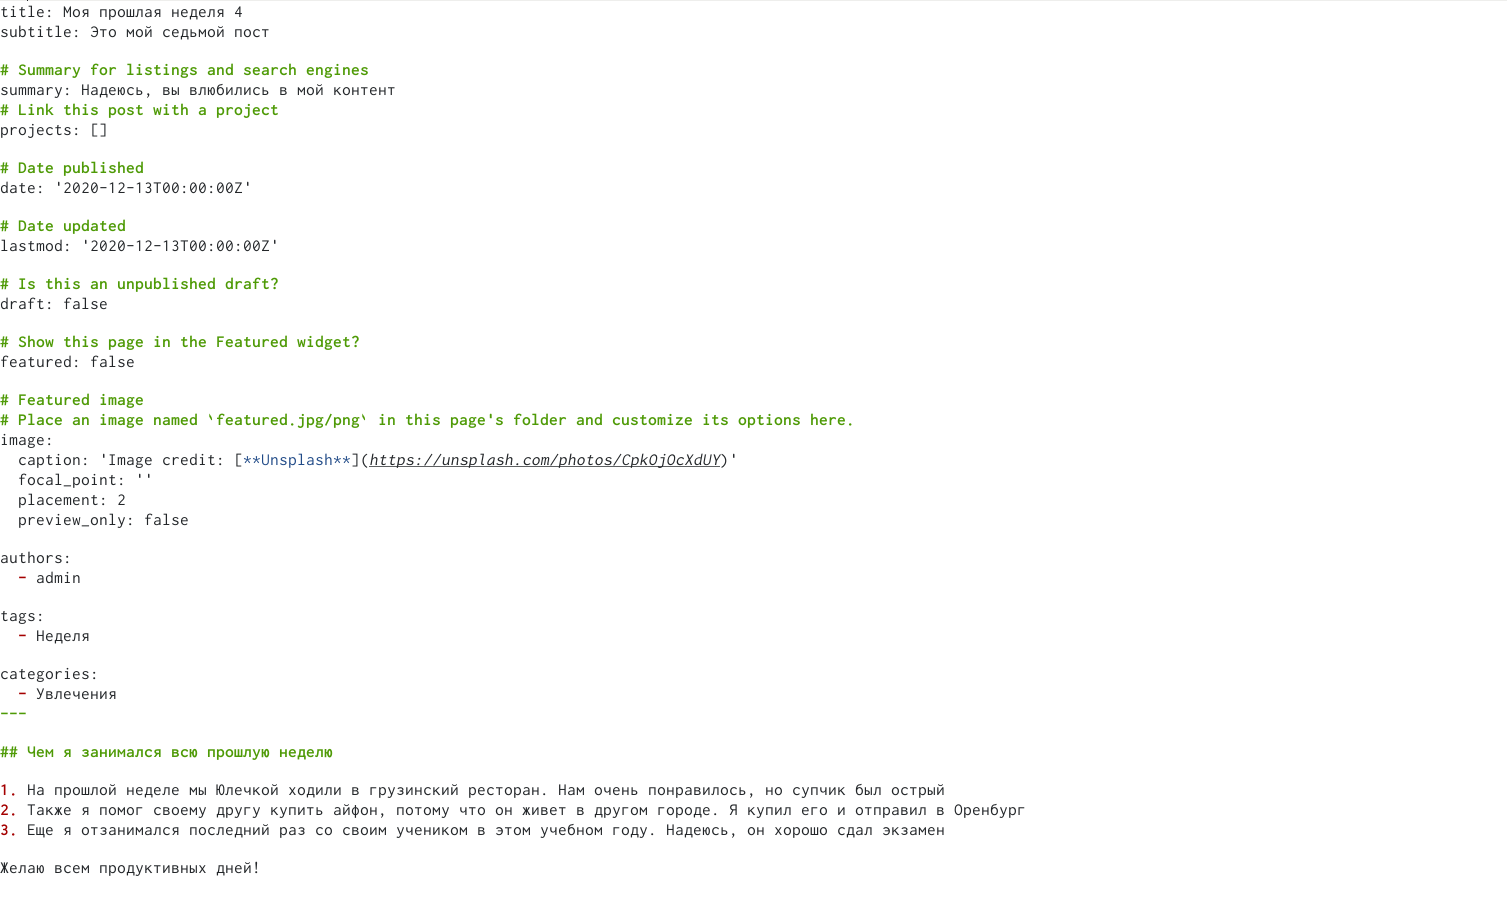 title: Моя прошлая неделя 4
subtitle: Это мой седьмой пост
# Summary for listings and search engines
summary: Надеюсь, вы влюбились в мой контент
# Link this post with a project
projects: []
# Date published
date: '2020-12-13T00:00:00Z'
# Date updated
lastmod: '2020-12-13T00:00:00Z'
# Is this an unpublished draft?
draft: false
# Show this page in the Featured widget?
featured: false
# Featured image
# Place an image named `featured.jpg/png` in this page's folder and customize its options here.
image:
  caption: 'Image credit: [**Unsplash**](https://unsplash.com/photos/CpkOjOcXdUY)'
  focal_point: ''
  placement: 2
  preview_only: false
authors:
  - admin
tags:
  - Неделя
categories:
  - Увлечения
---
## Чем я занимался всю прошлую неделю
1. На прошлой неделе мы Юлечкой ходили в грузинский ресторан. Нам очень понравилось, но супчик был острый
2. Также я помог своему другу купить айфон, потому что он живет в другом городе. Я купил его и отправил в Оренбург
3. Еще я отзанимался последний раз со своим учеником в этом учебном году. Надеюсь, он хорошо сдал экзамен
Желаю всем продуктивных дней!